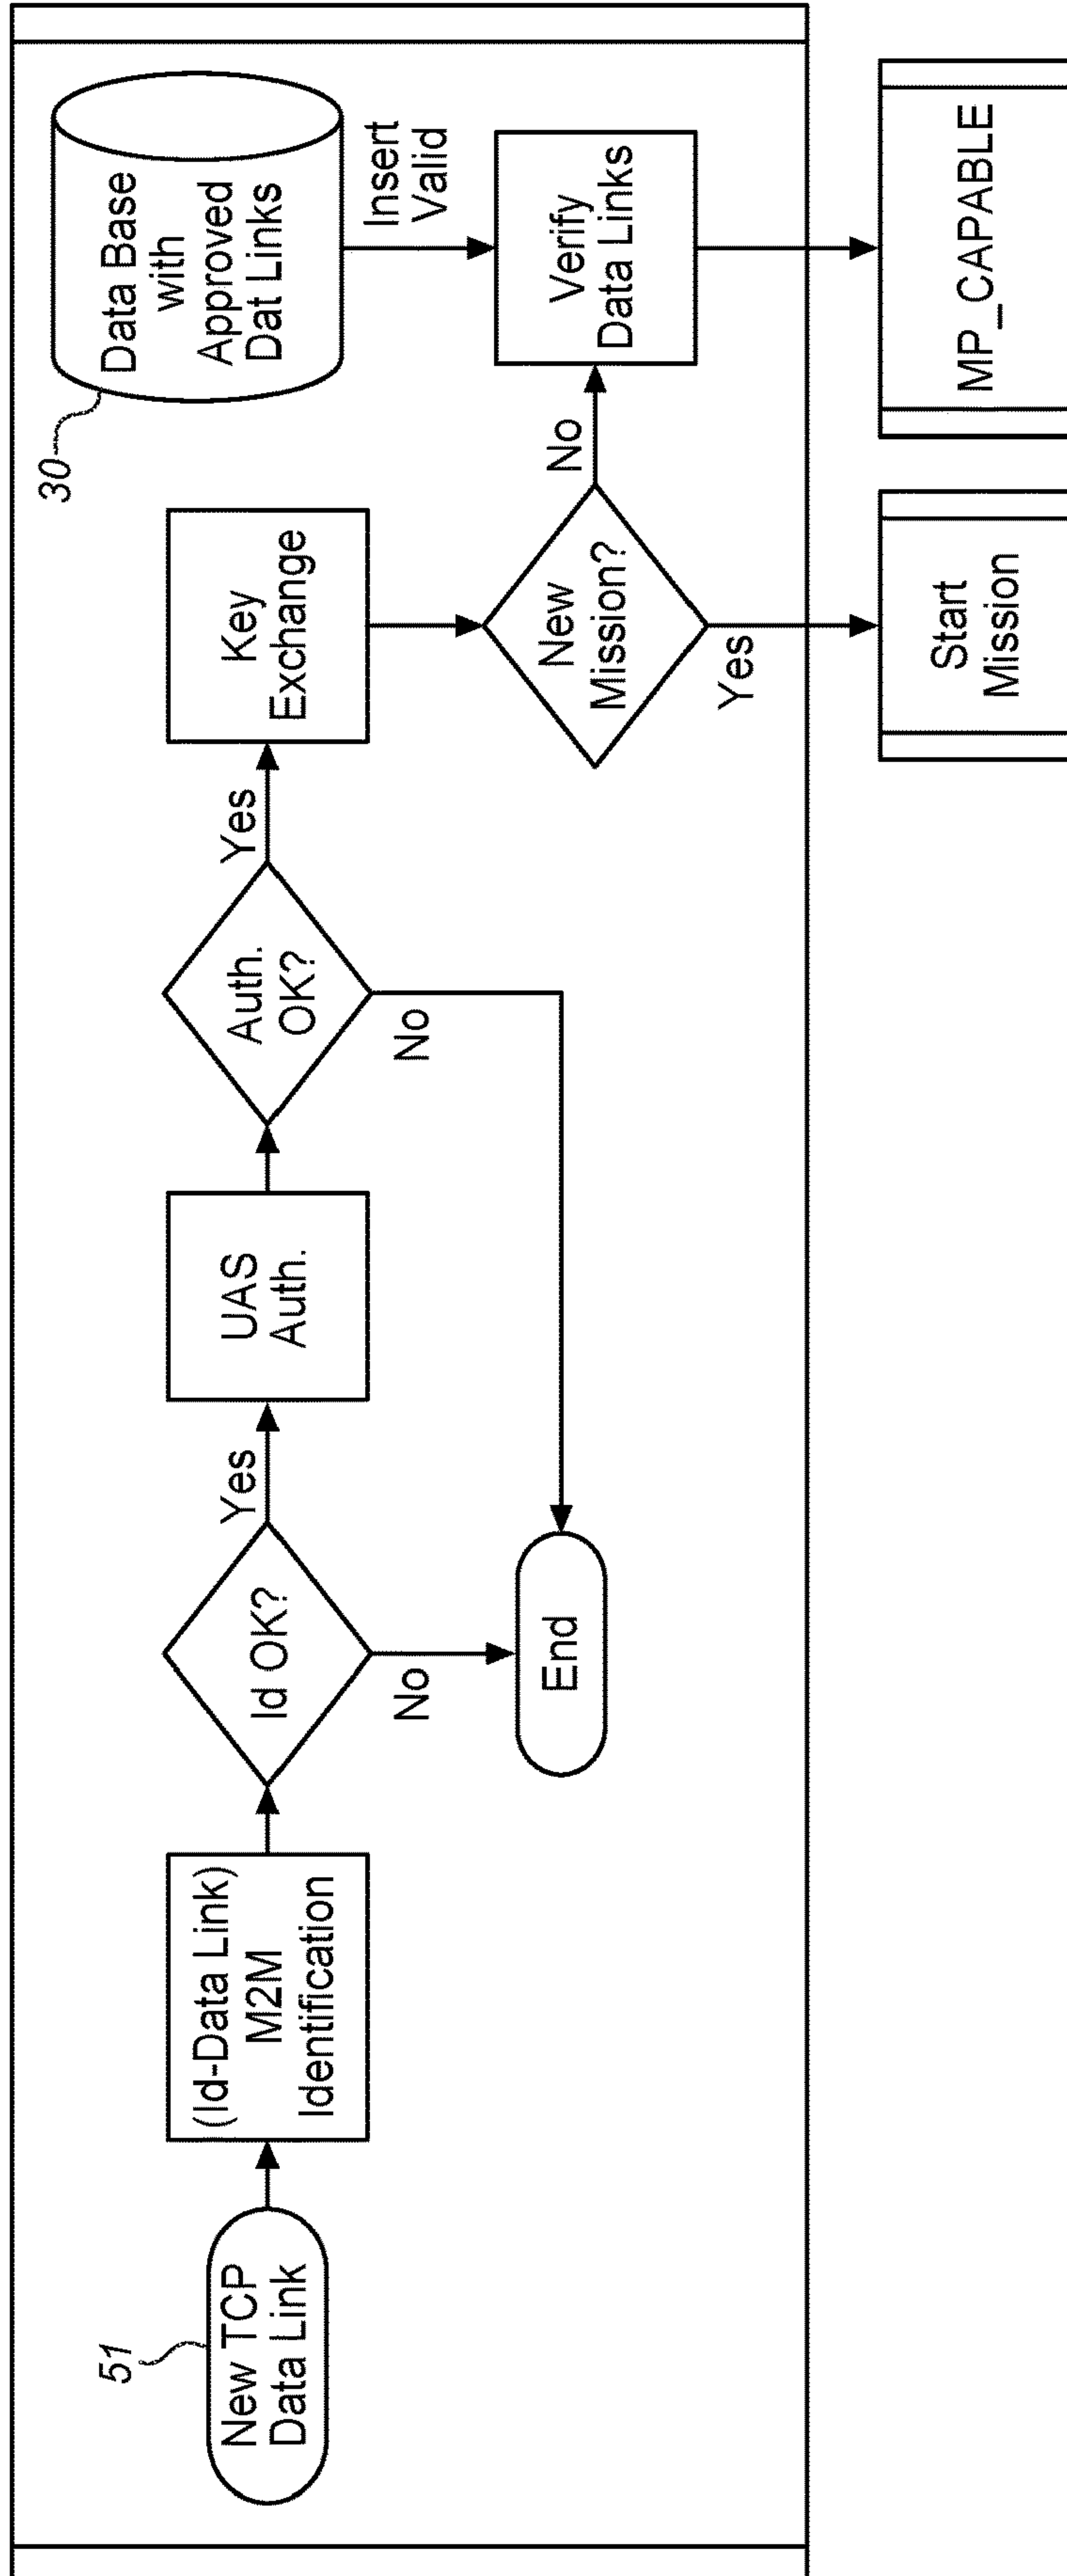 51
New TCP
Data Link
(Id-Data Link)
M2M
Identification
Id OK?
Yes
No
End
UAS
Auth.
Auth.
OK?
Yes
No
Key
Exchange
New
Mission?
No
Yes
30
Data Base
with
Approved
Dat Links
Insert
Valid
Verify
Data Links
Start
Mission
MP_CAPABLE